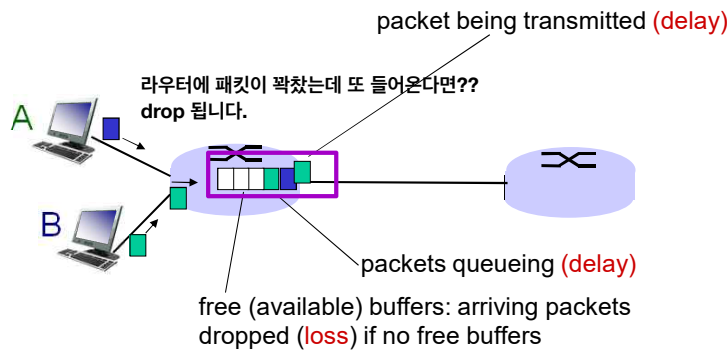 packet being transmitted (delay)
라우터에 패킷이 꽉찼는데 또 들어온다면??
drop 됩니다.
A
B
packets queueing (delay)
free (available) buffers: arriving packets
dropped (loss) if no free buffers